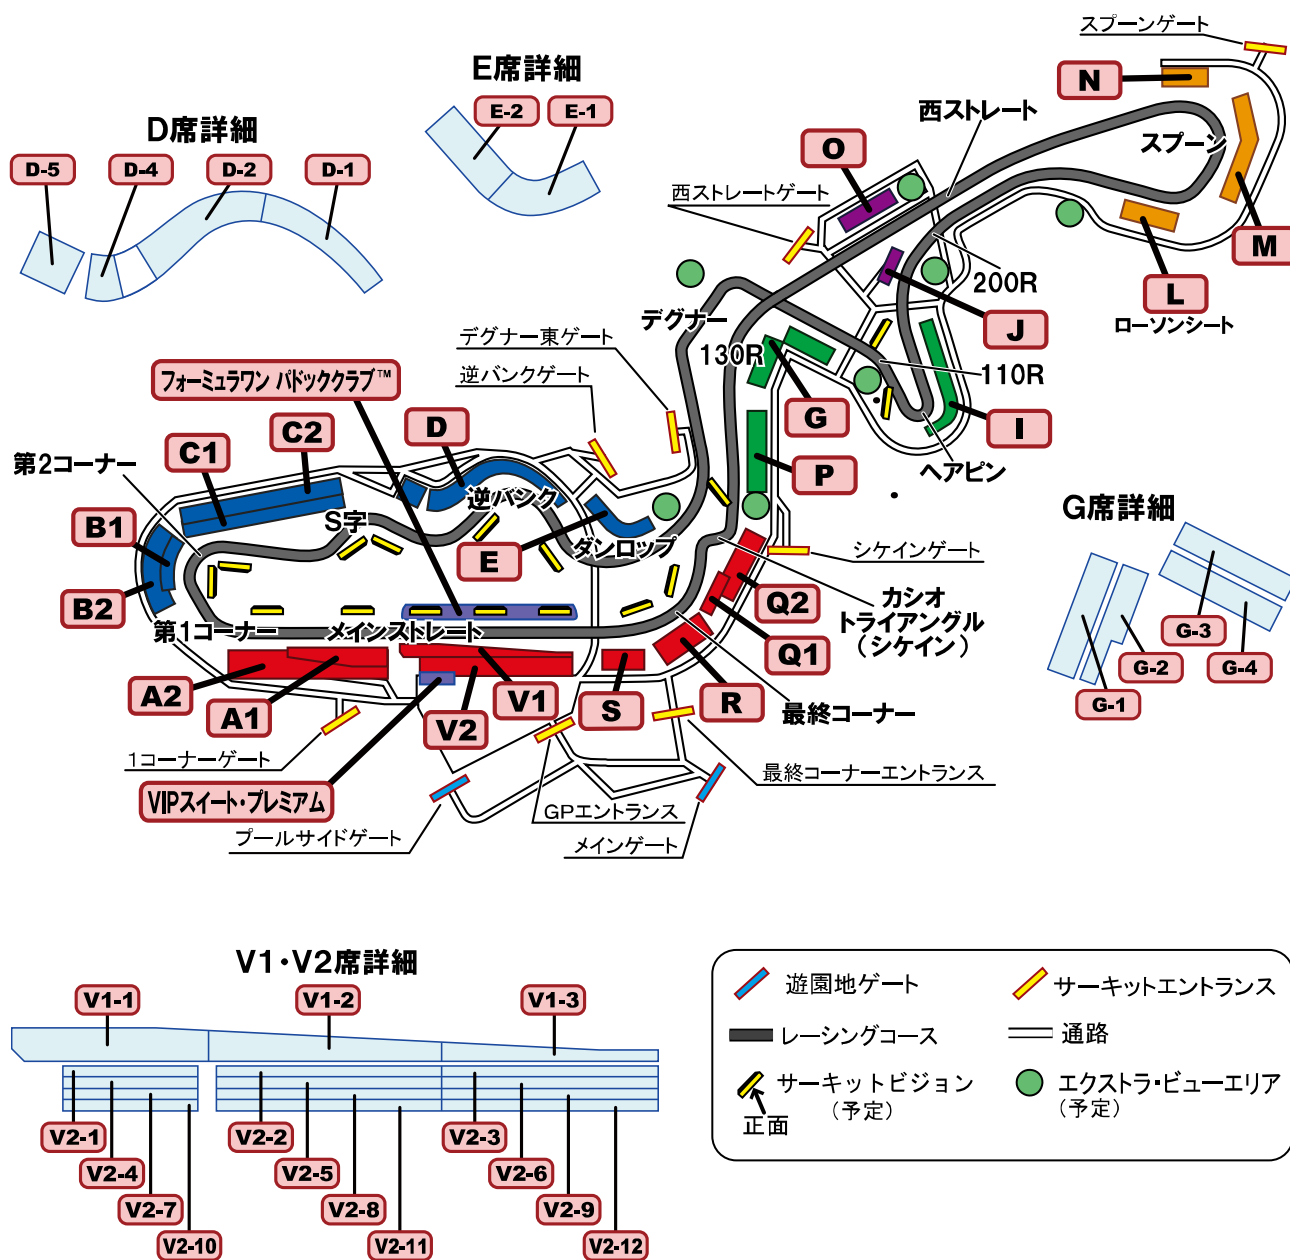 スプーンゲート
E席詳細
N
E-2
E-1
西ストレート
D席詳細
スプーン
O
D-5
D-4
D-2
D-1
西ストレートゲート
M
200R
L
デグナー
J
ローソンシート
デグナー東ゲート
130R
フォーミュラワン パドッククラブ™
逆バンクゲート
110R
G
I
C2
D
C1
第2コーナー
ヘアピン
P
逆バンク
G席詳細
S字
B1
E
ダンロップ
シケインゲート
B2
Q2
カシオ
トライアングル
(シケイン)
第1コーナー
メインストレート
G-3
Q1
G-2
G-4
A2
A1
V1
V2
S
R
G-1
最終コーナー
1コーナーゲート
最終コーナーエントランス
VIPスイート・プレミアム
GPエントランス
プールサイドゲート
メインゲート
V1・V2席詳細
V1-1
V1-2
V1-3
V2-1
V2-2
V2-3
V2-4
V2-5
V2-6
V2-7
V2-8
V2-9
V2-10
V2-11
V2-12
遊園地ゲート
サーキットエントランス
レーシングコース
通路
サーキットビジョン
(予定)
正面
エクストラ・ビューエリア
(予定)